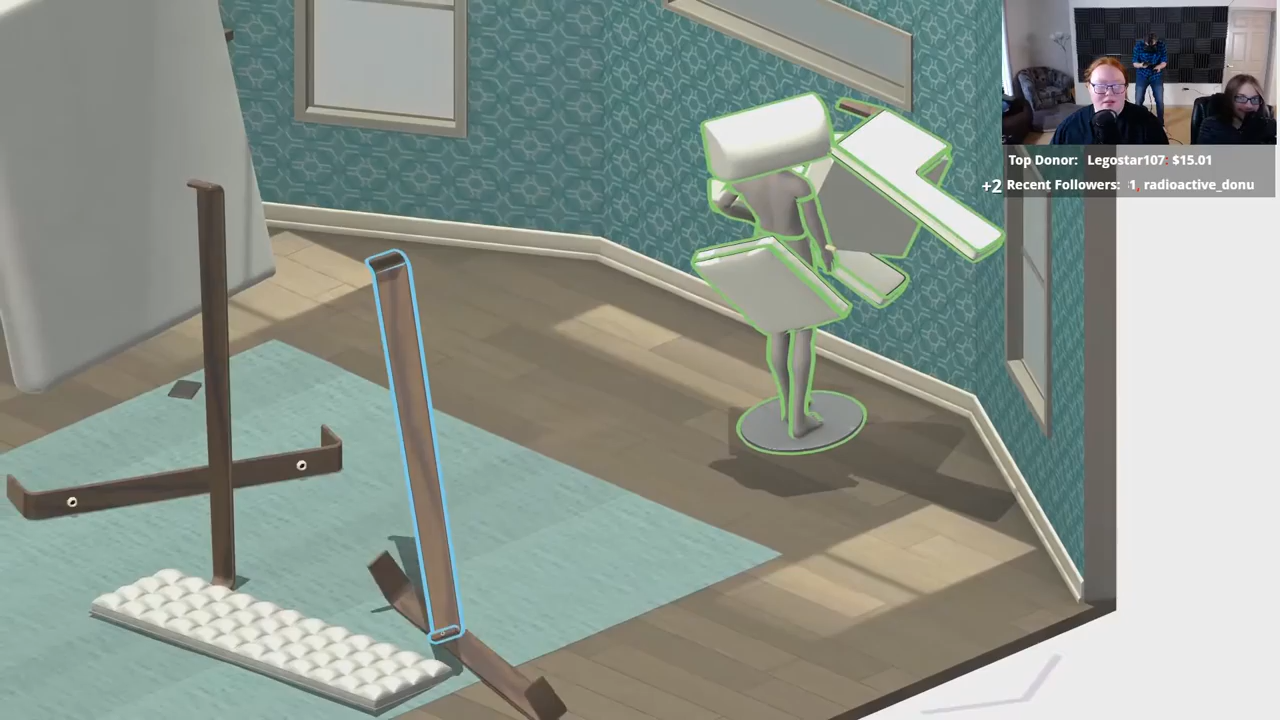 Top Donor: Legostar107: $15.01
+2 Recent Followers: 1, radioactive_donu